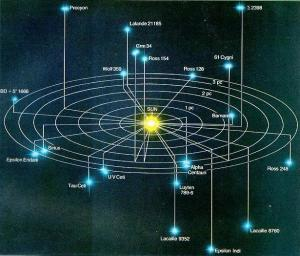 Procyon
Σ 2398
Lalande 21185
Grm 34
Ross 154
61 Cygni
Wolf 359
Ross 128
3 pc
2 pc
BD + 5° 1668
1 pc
SUN
Barnard
Sirius
Epsilon Eridani
Ross 248
Alpha
Centauri
UV Ceti
Tau Ceti
Luyten
789-6
Lacaille 8760
Lacaille 9352
Epsilon Indi